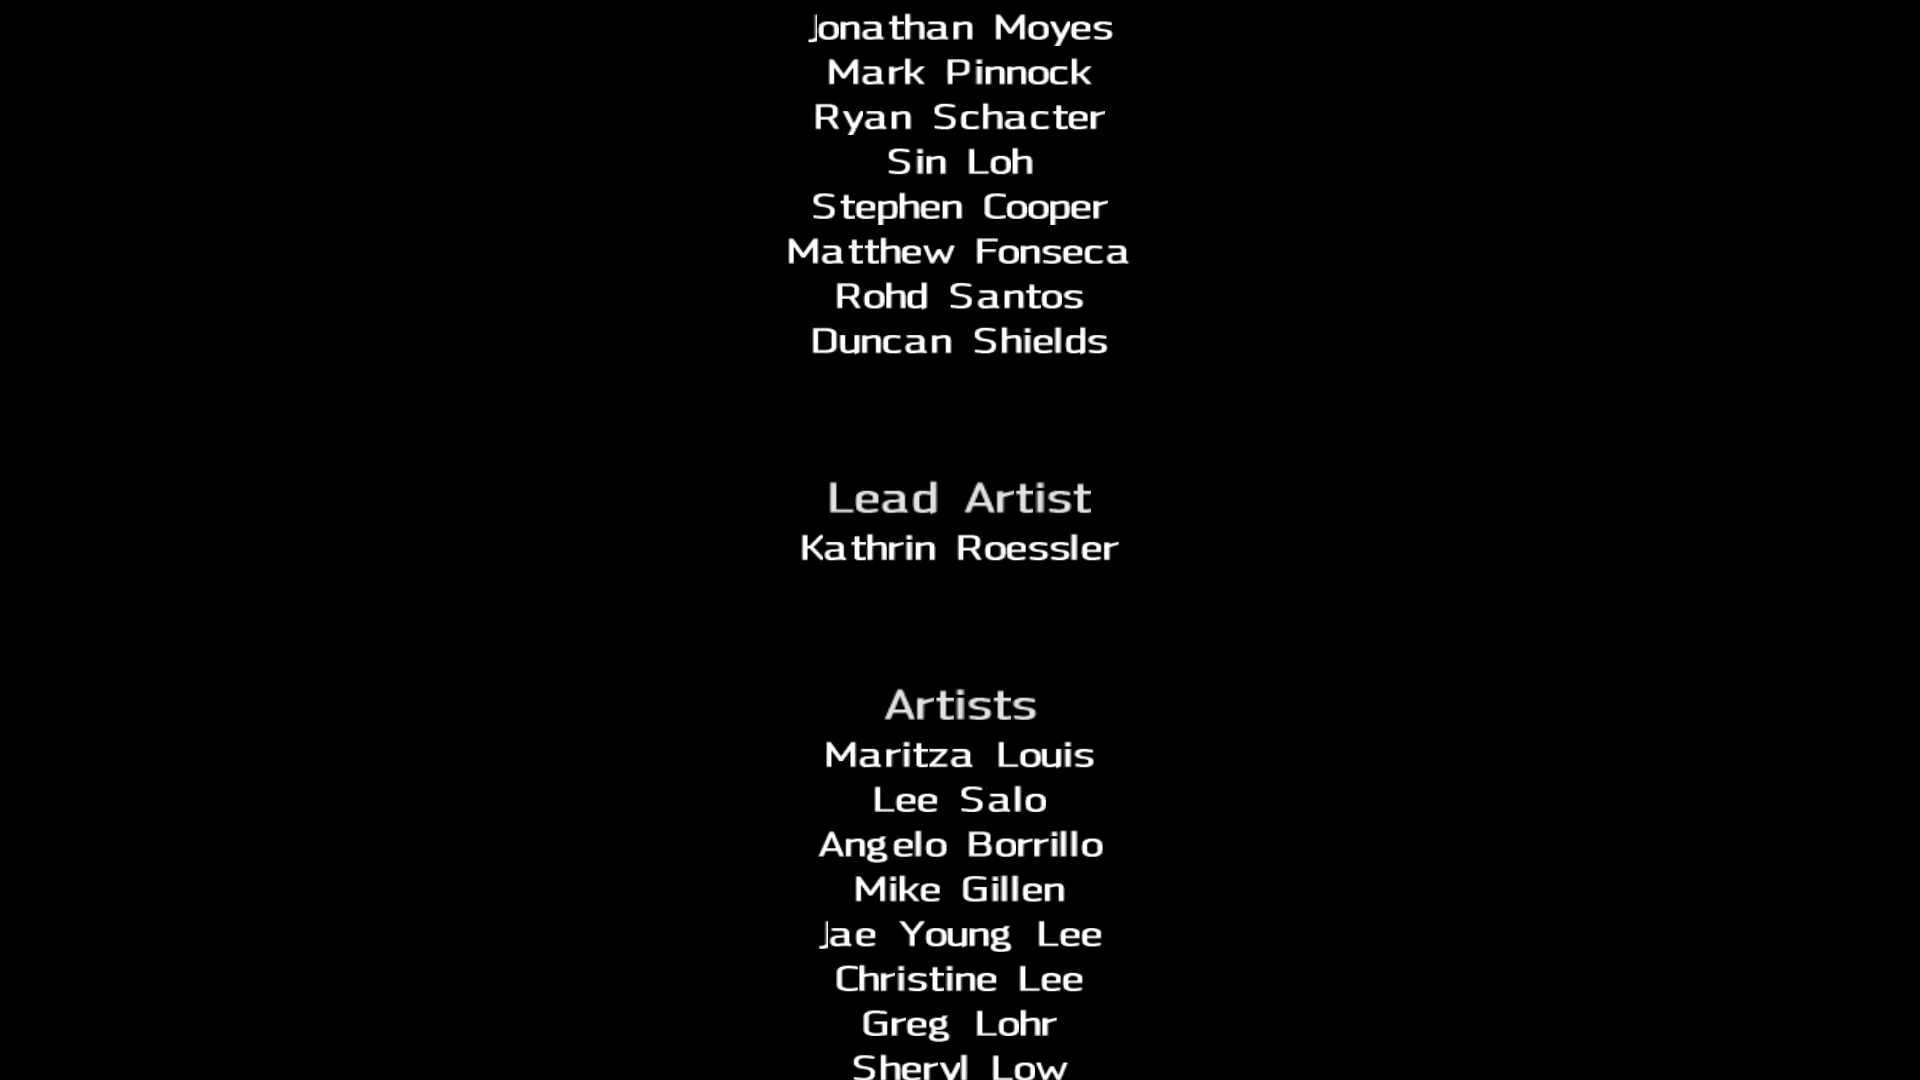 Jonathan Moyes
Mark Pinnock
Ryan Schacter
Sin Loh
Stephen Cooper
Matthew Fonseca
Rohd Santos
Duncan Shields
Lead Artist
Kathrin Roessler
Artists
Maritza Louis
Lee Salo
Angelo Borrillo
Mike Gillen
Jae Young Lee
Christine Lee
Greg Lohr
Sheryl Low